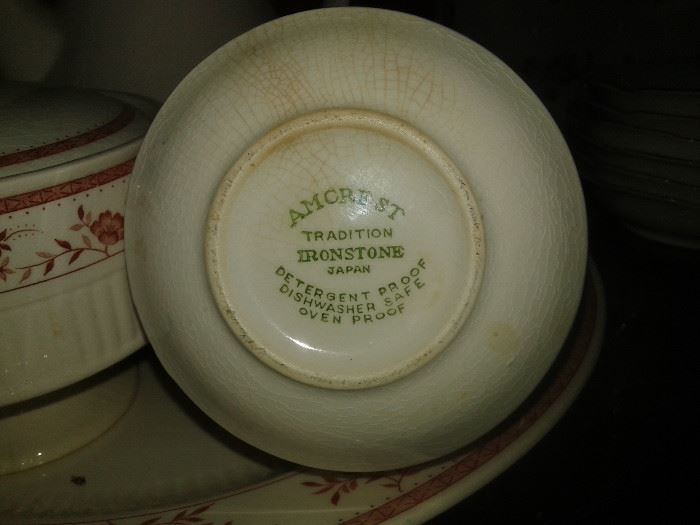 AMCREST
TRADITION
IRONSTONE
JAPAN
DETERGENT PROOF
DISHWASHER SAFE
OVEN PROOF